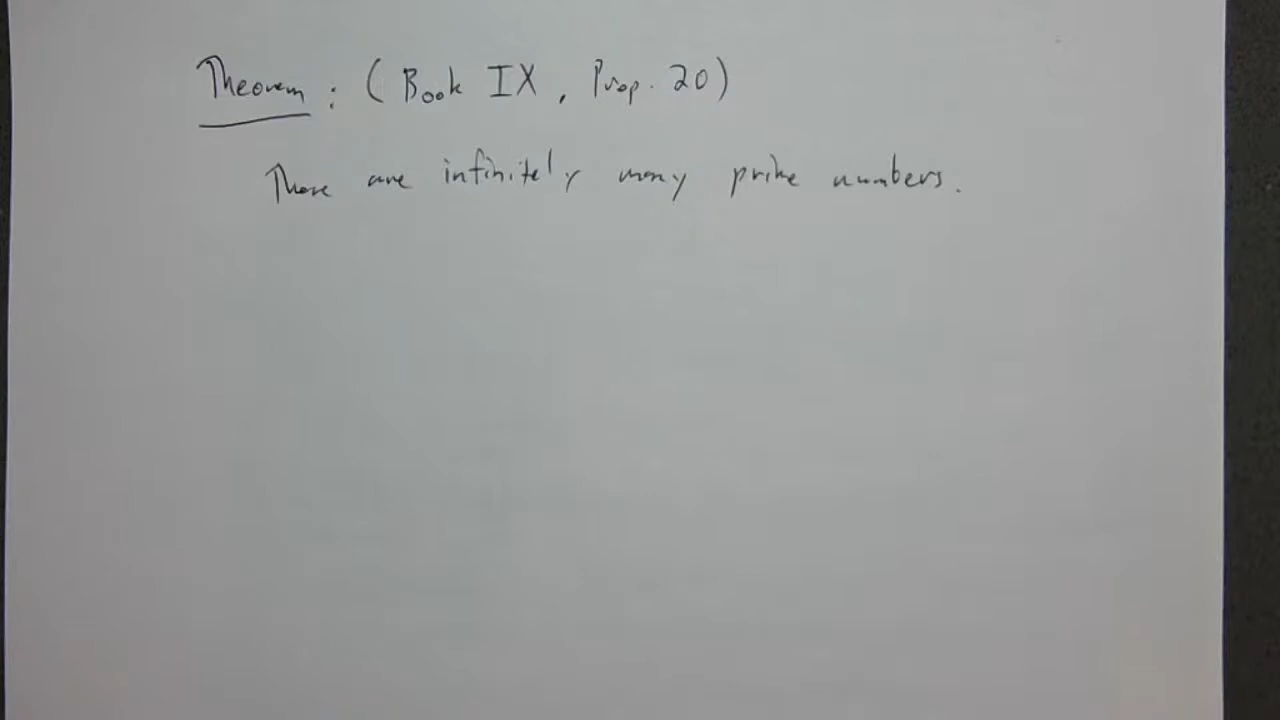 Theorem : (Book IX, Prop. 20)
There are infinitely many prime numbers.